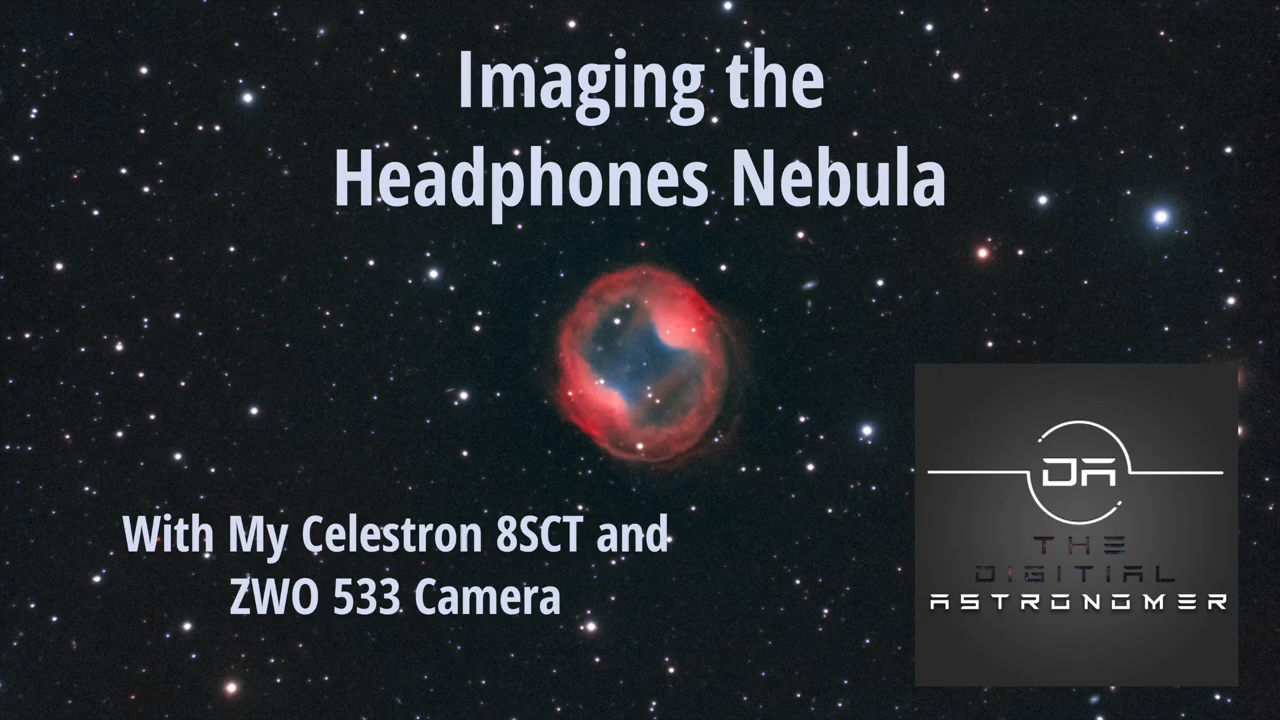 Imaging the
Headphones Nebula
With My Celestron 8SCT and
ZWO 533 Camera
DA
THE
DIGITIAL
ASTRONOMER